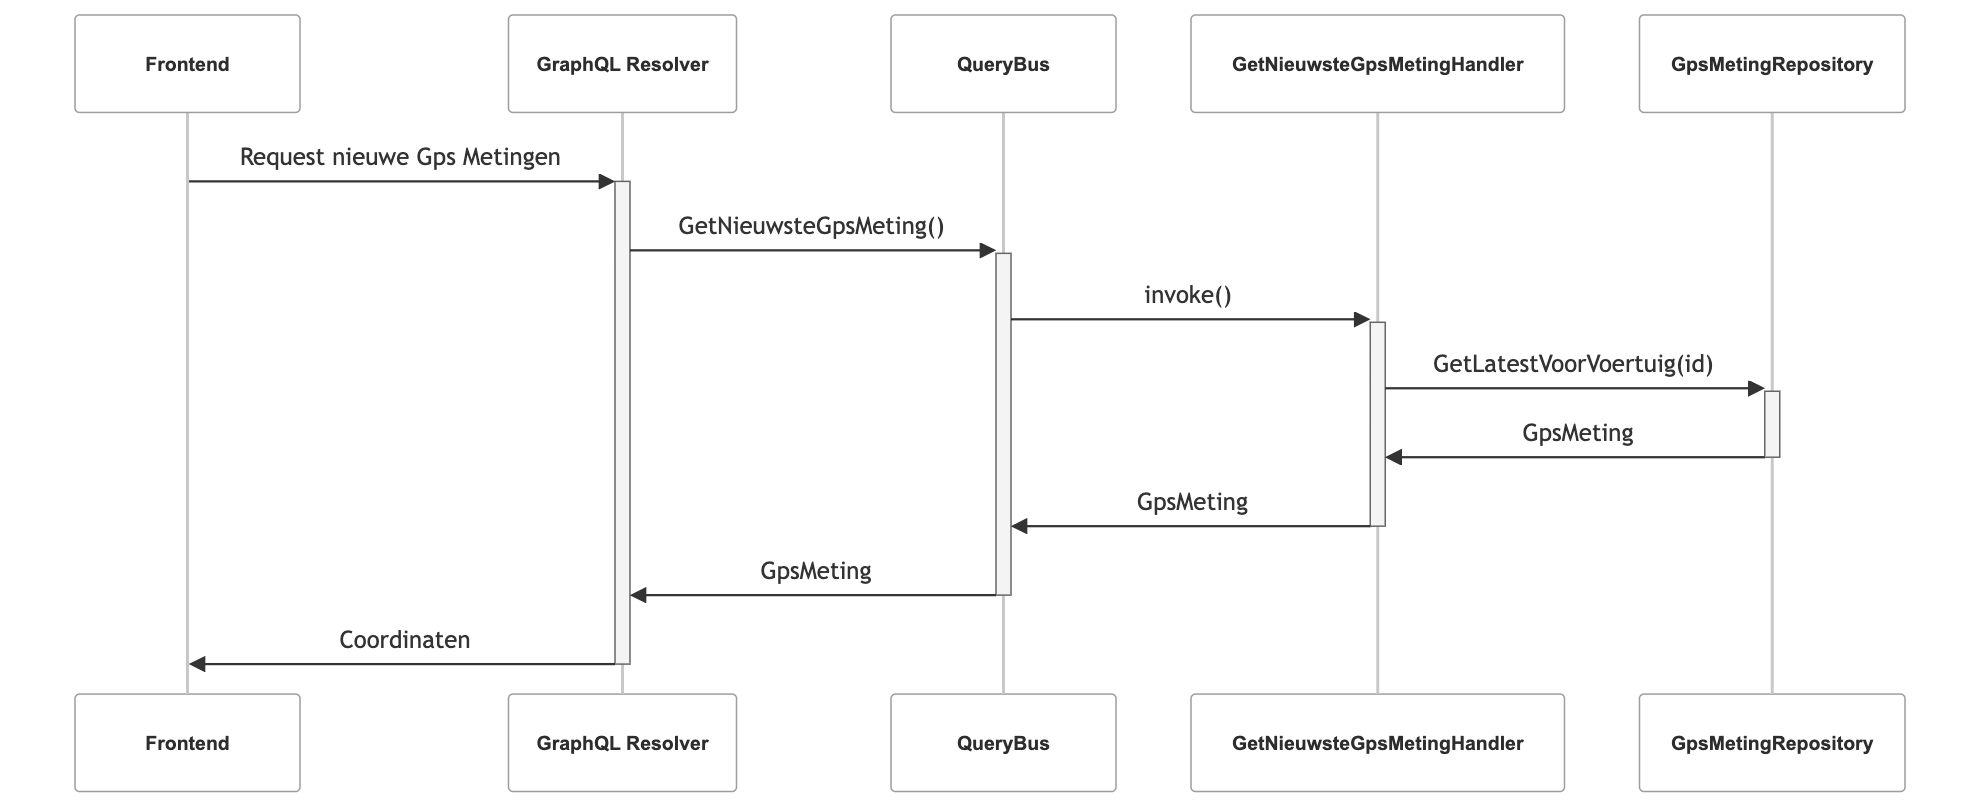 Frontend
GraphQL Resolver
QueryBus
GetNieuwsteGpsMetingHandler
GpsMetingRepository
Request nieuwe Gps Metingen
GetNieuwsteGpsMeting()
invoke()
GetLatestVoorVoertuig(id)
GpsMeting
GpsMeting
GpsMeting
Coordinaten
Frontend
GraphQL Resolver
QueryBus
GetNieuwsteGpsMetingHandler
GpsMetingRepository